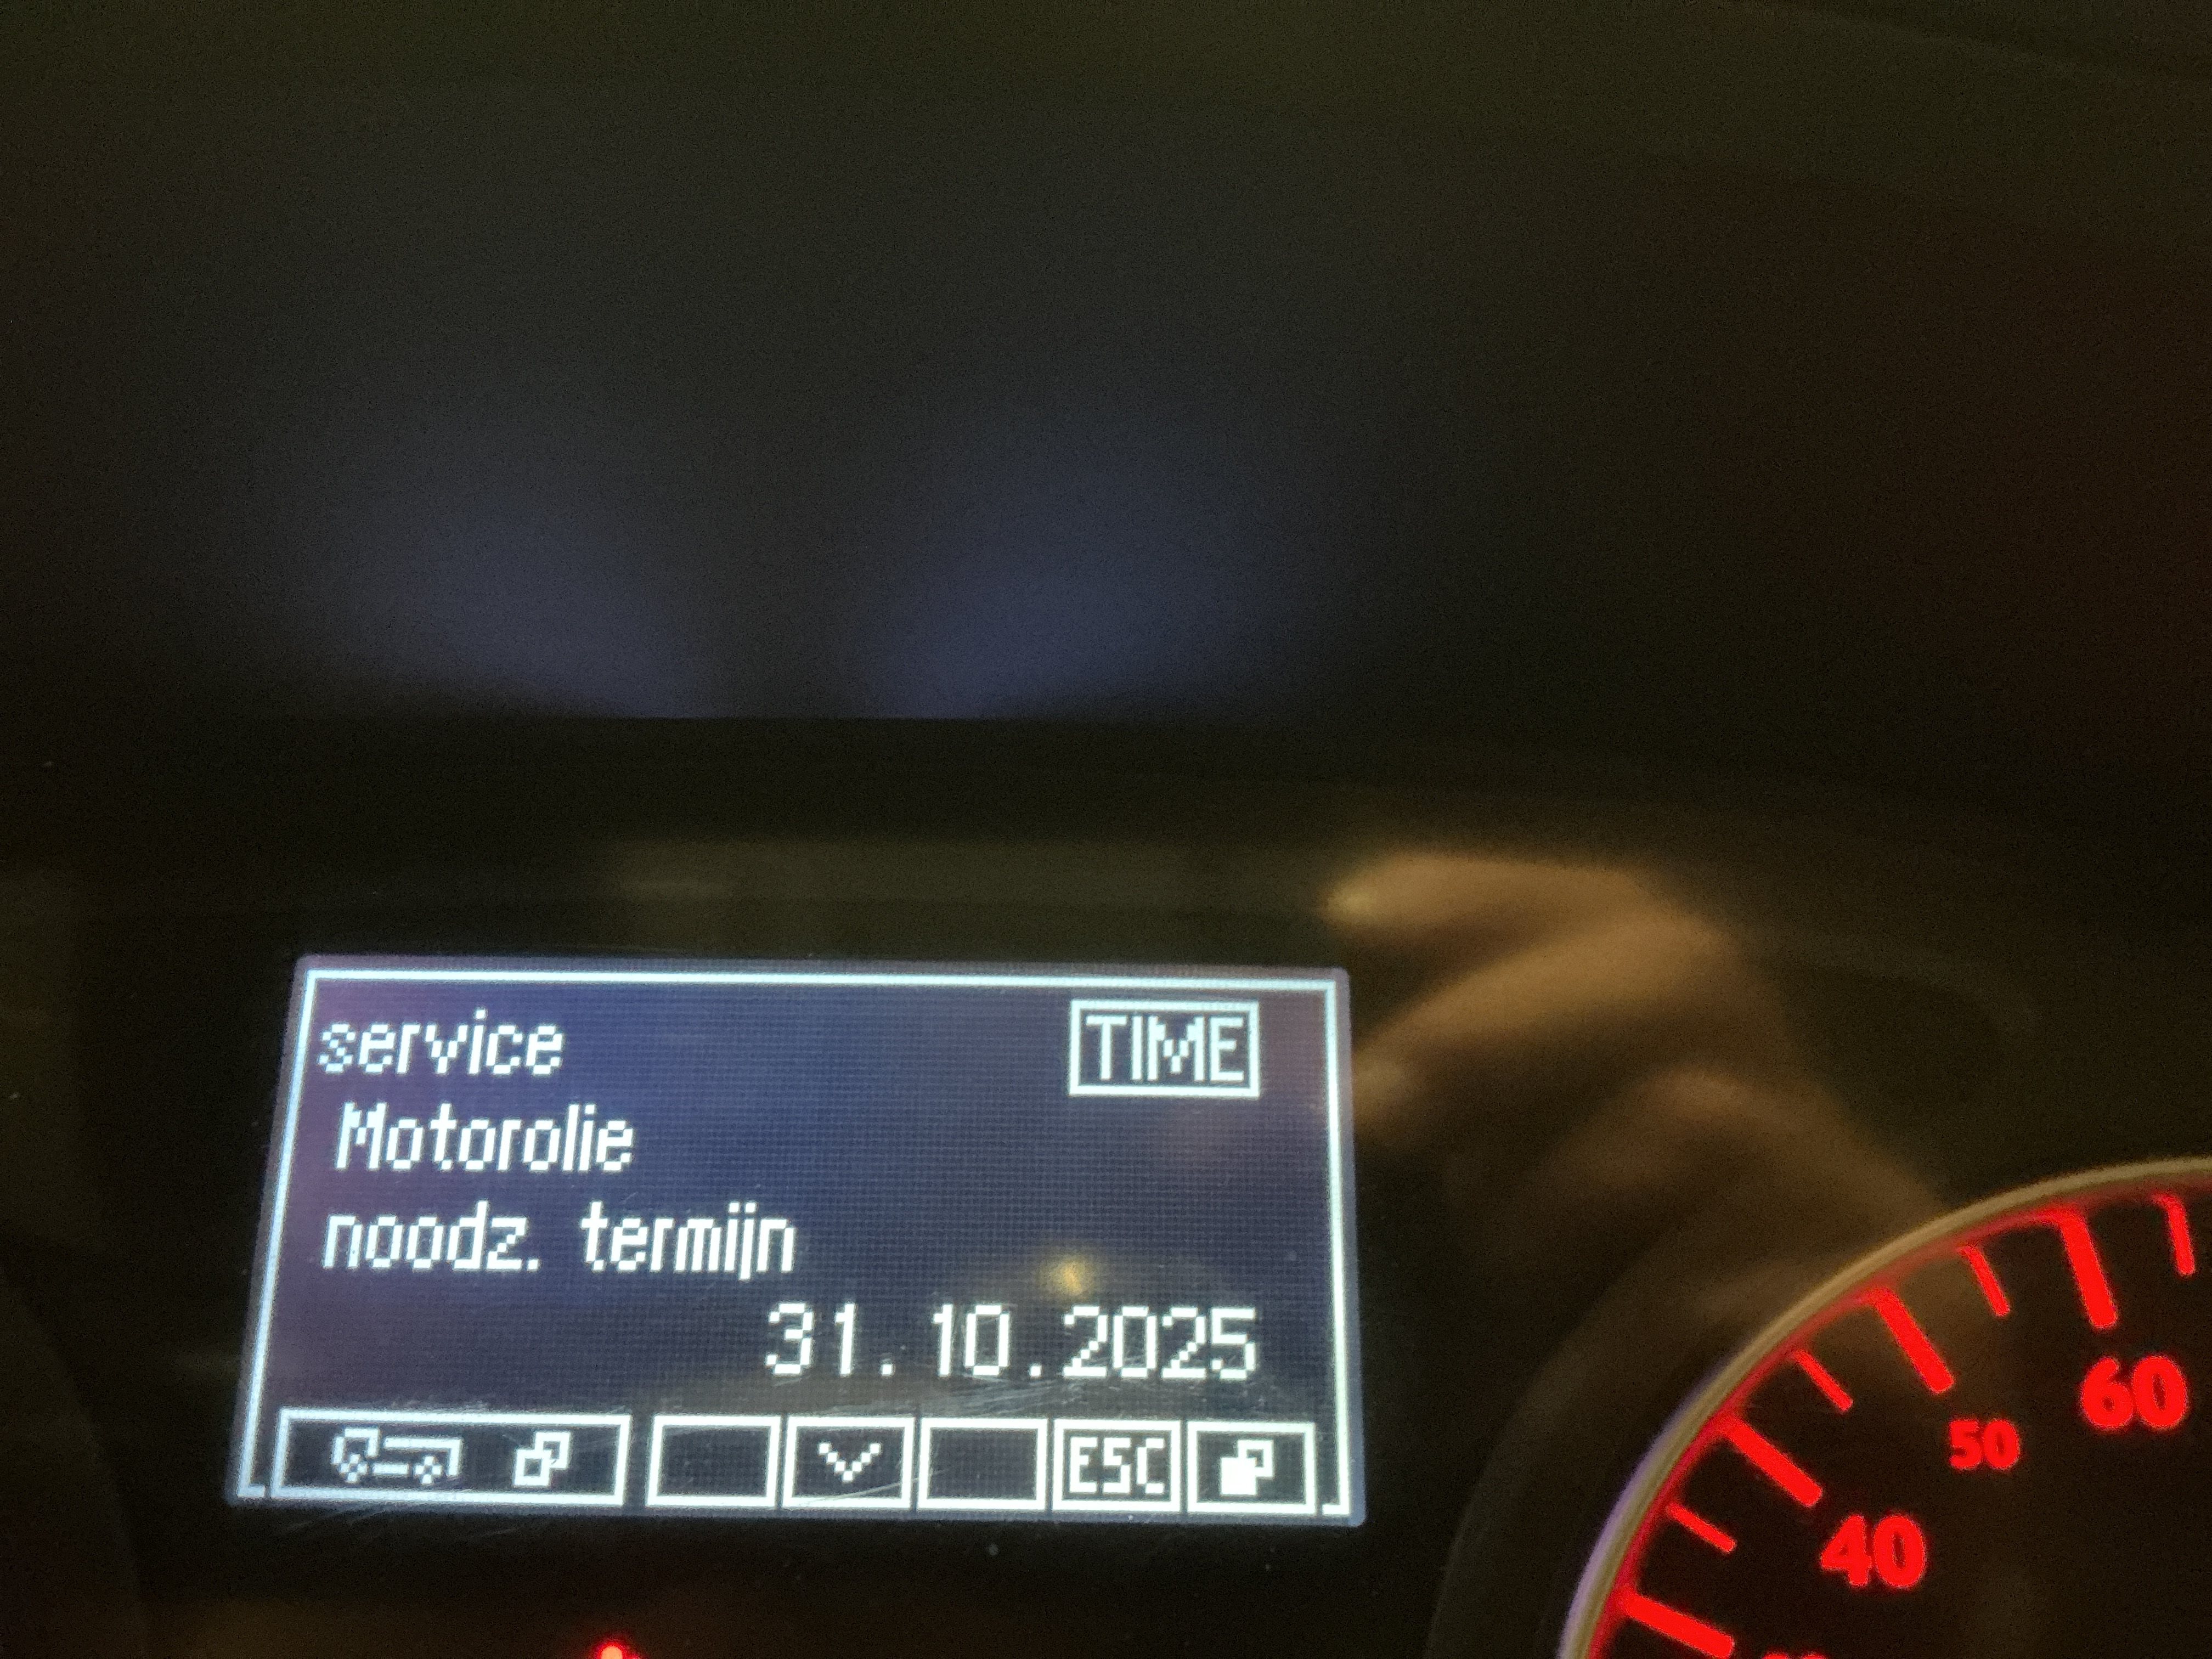 service TIME
Motorolie
noodz. termijn
31.10.2025
ESC
60
50
40